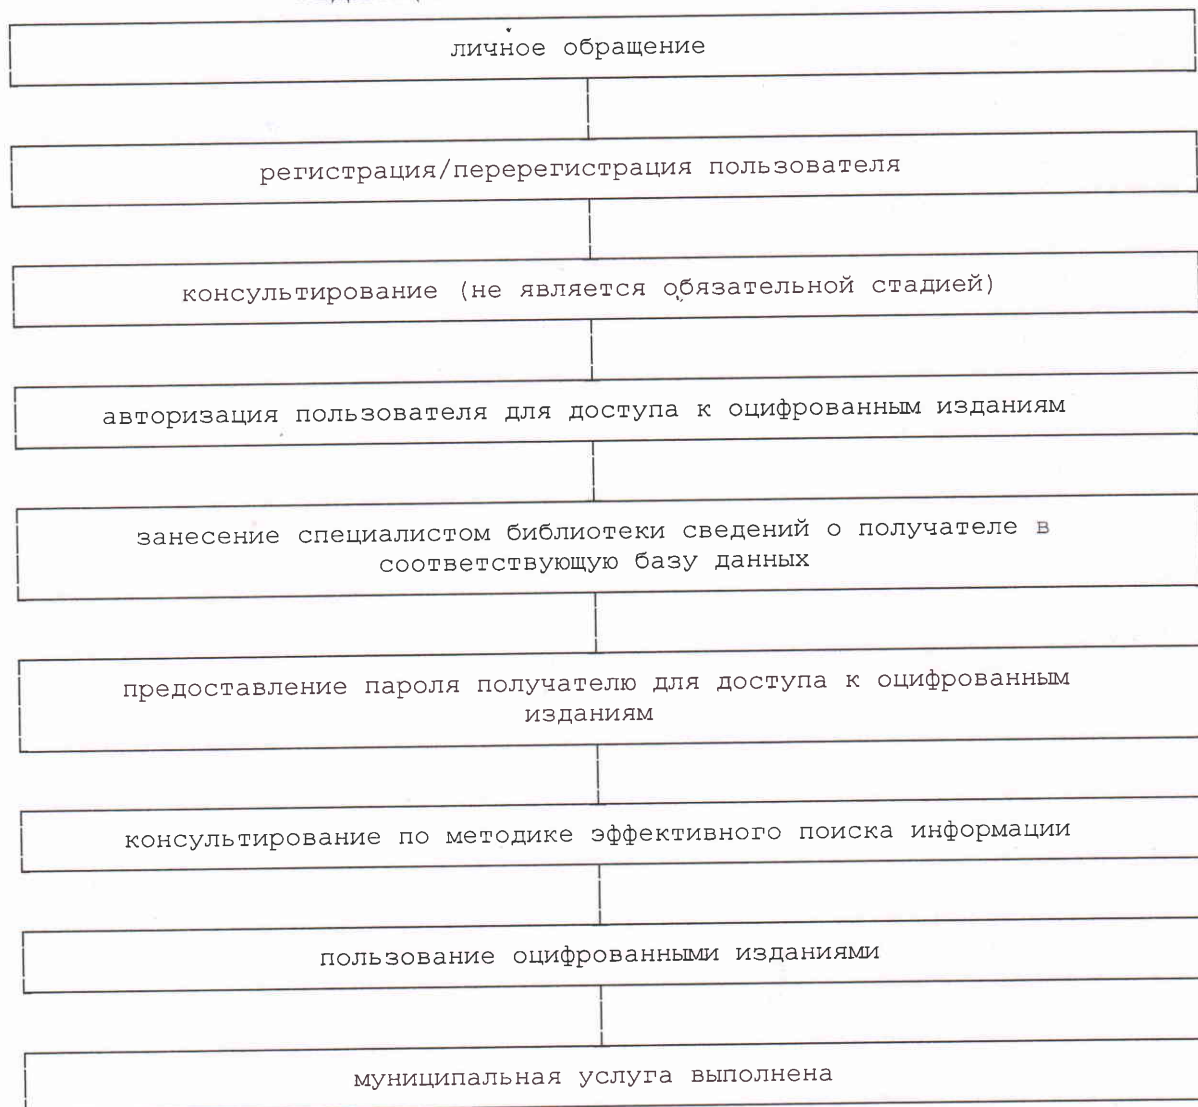 личное обращение
регистрация/перерегистрация пользователя
консультирование (не является обязательной стадией)
авторизация пользователя для доступа к оцифрованным изданиям
занесение специалистом библиотеки сведений о получателе в
соответствующую базу данных
предоставление пароля получателю для доступа к оцифрованным
изданиям
консультирование по методике эффективного поиска информации
пользование оцифрованными изданиями
муниципальная услуга выполнена